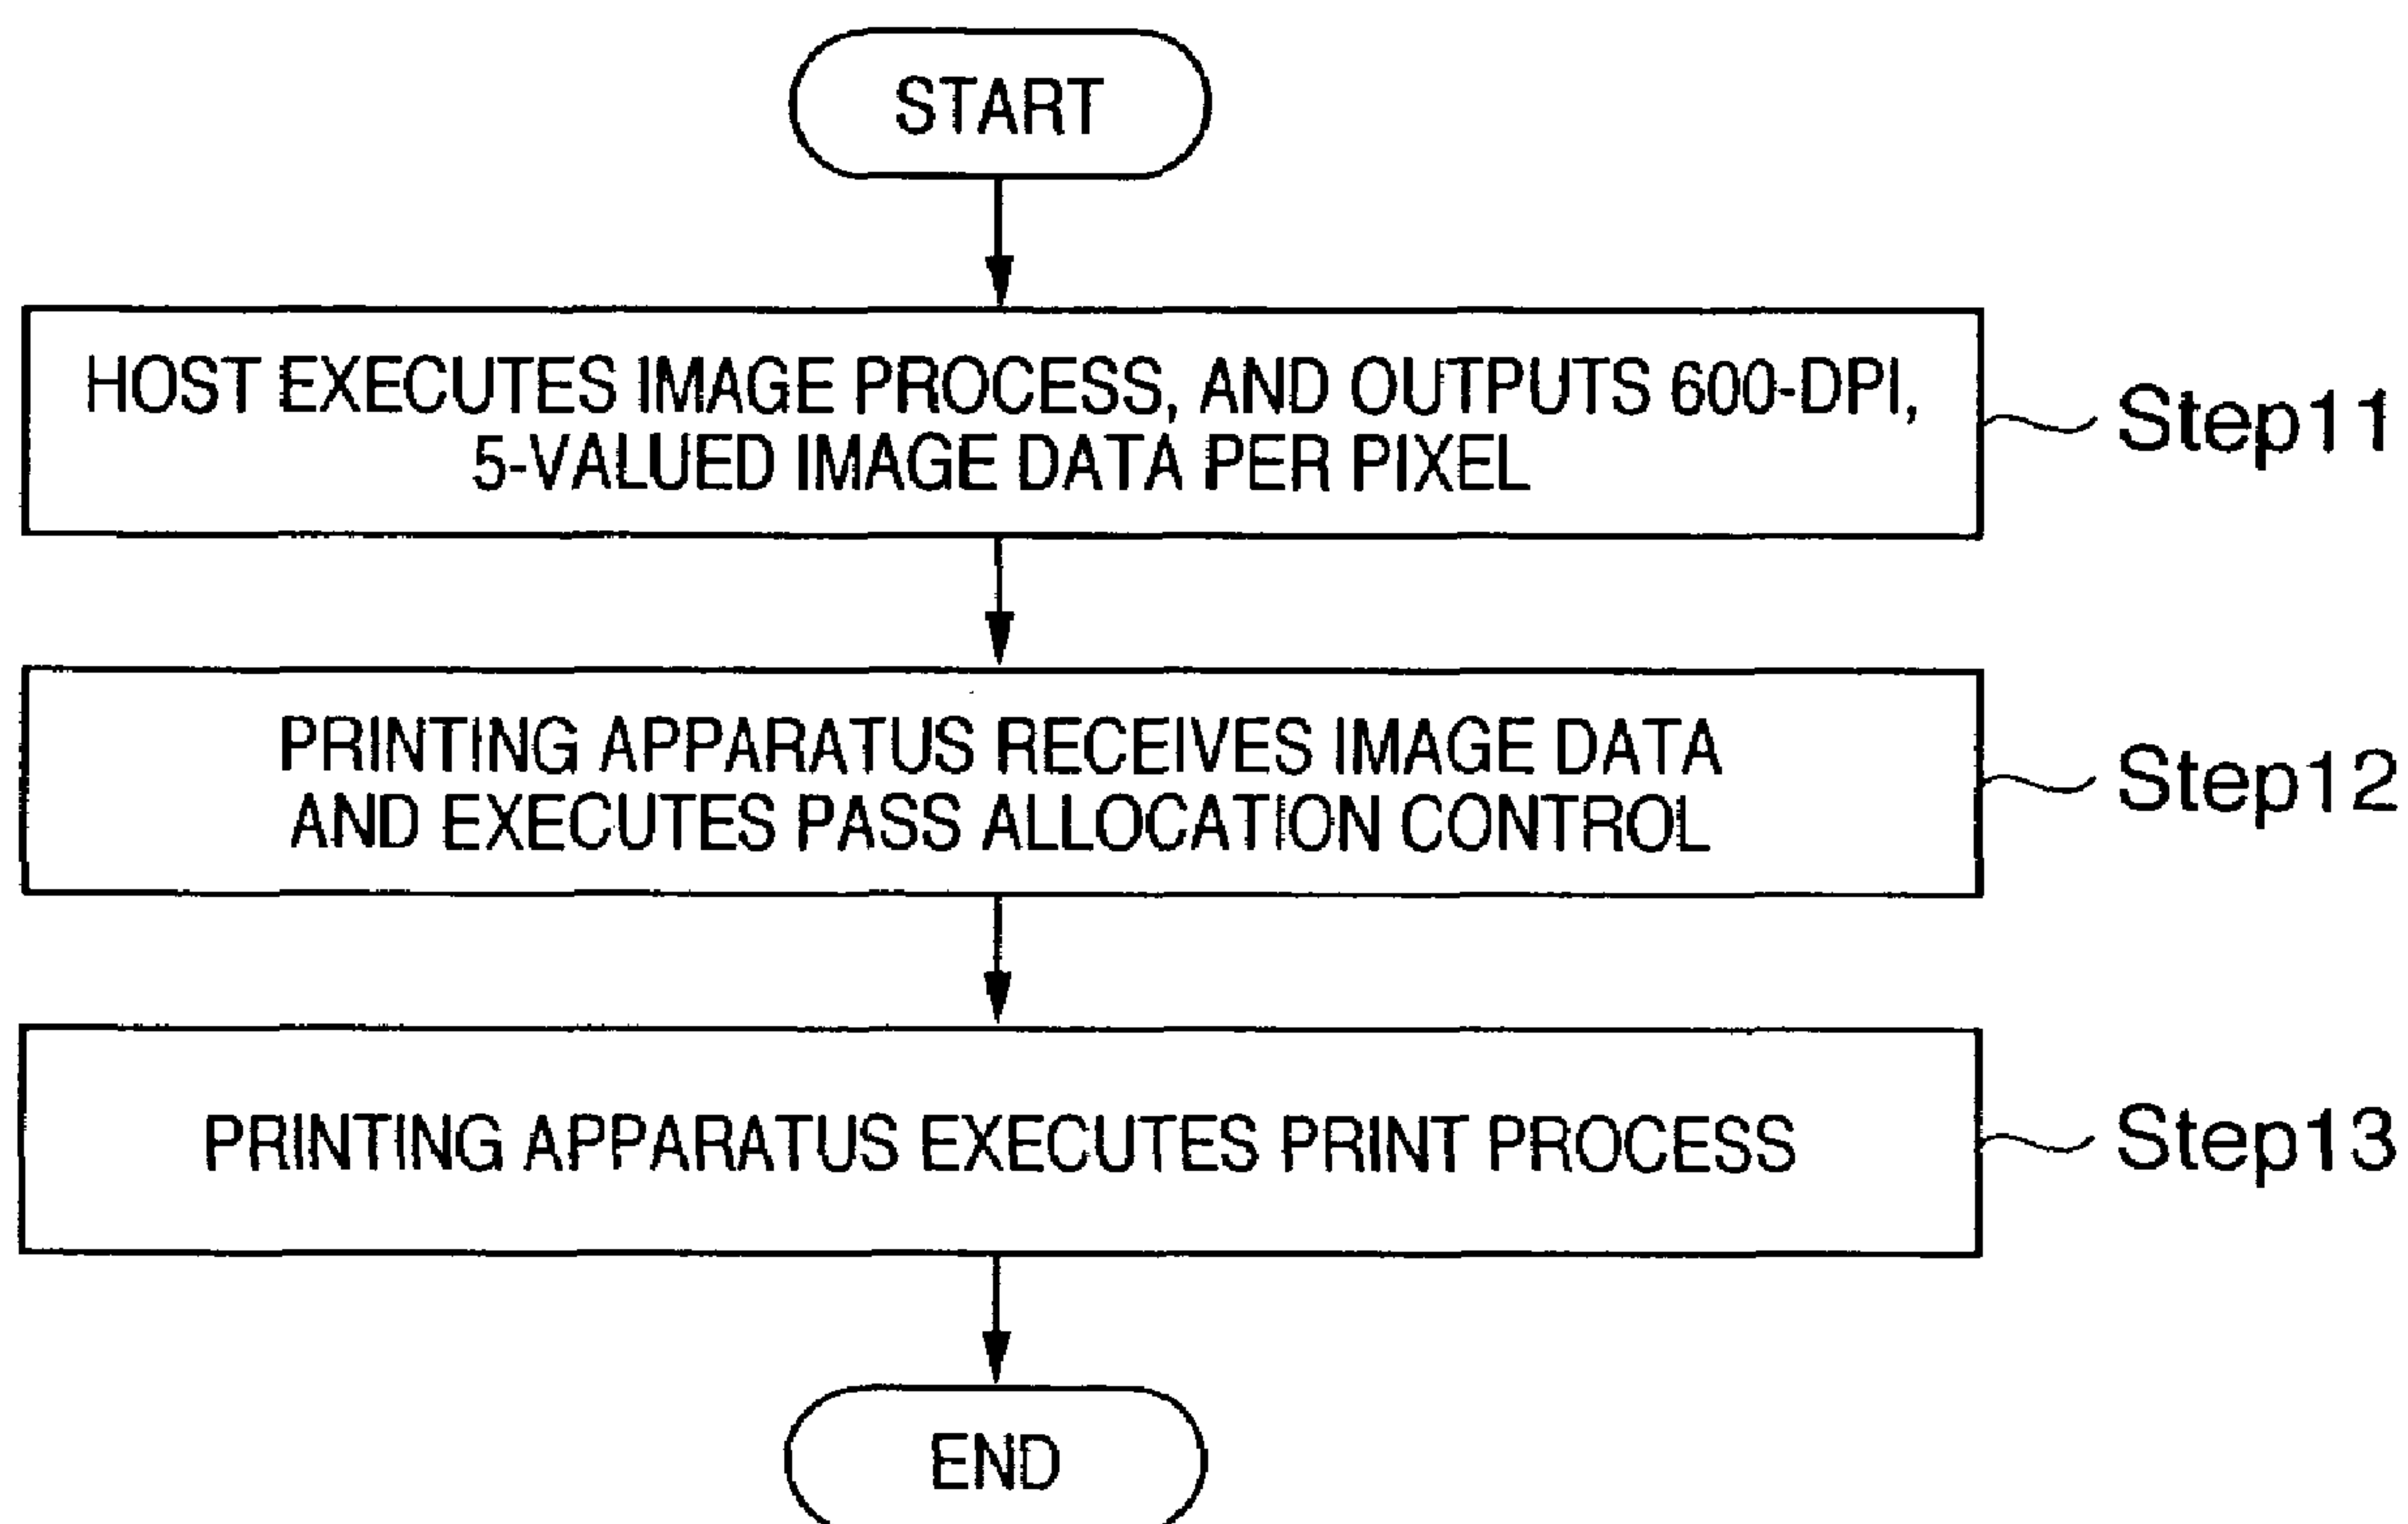 START
HOST EXECUTES IMAGE PROCESS, AND OUTPUTS 600-DPI,
5-VALUED IMAGE DATA PER PIXEL
Step11
PRINTING APPARATUS RECEIVES IMAGE DATA
AND EXECUTES PASS ALLOCATION CONTROL
Step12
PRINTING APPARATUS EXECUTES PRINT PROCESS
Step13
END